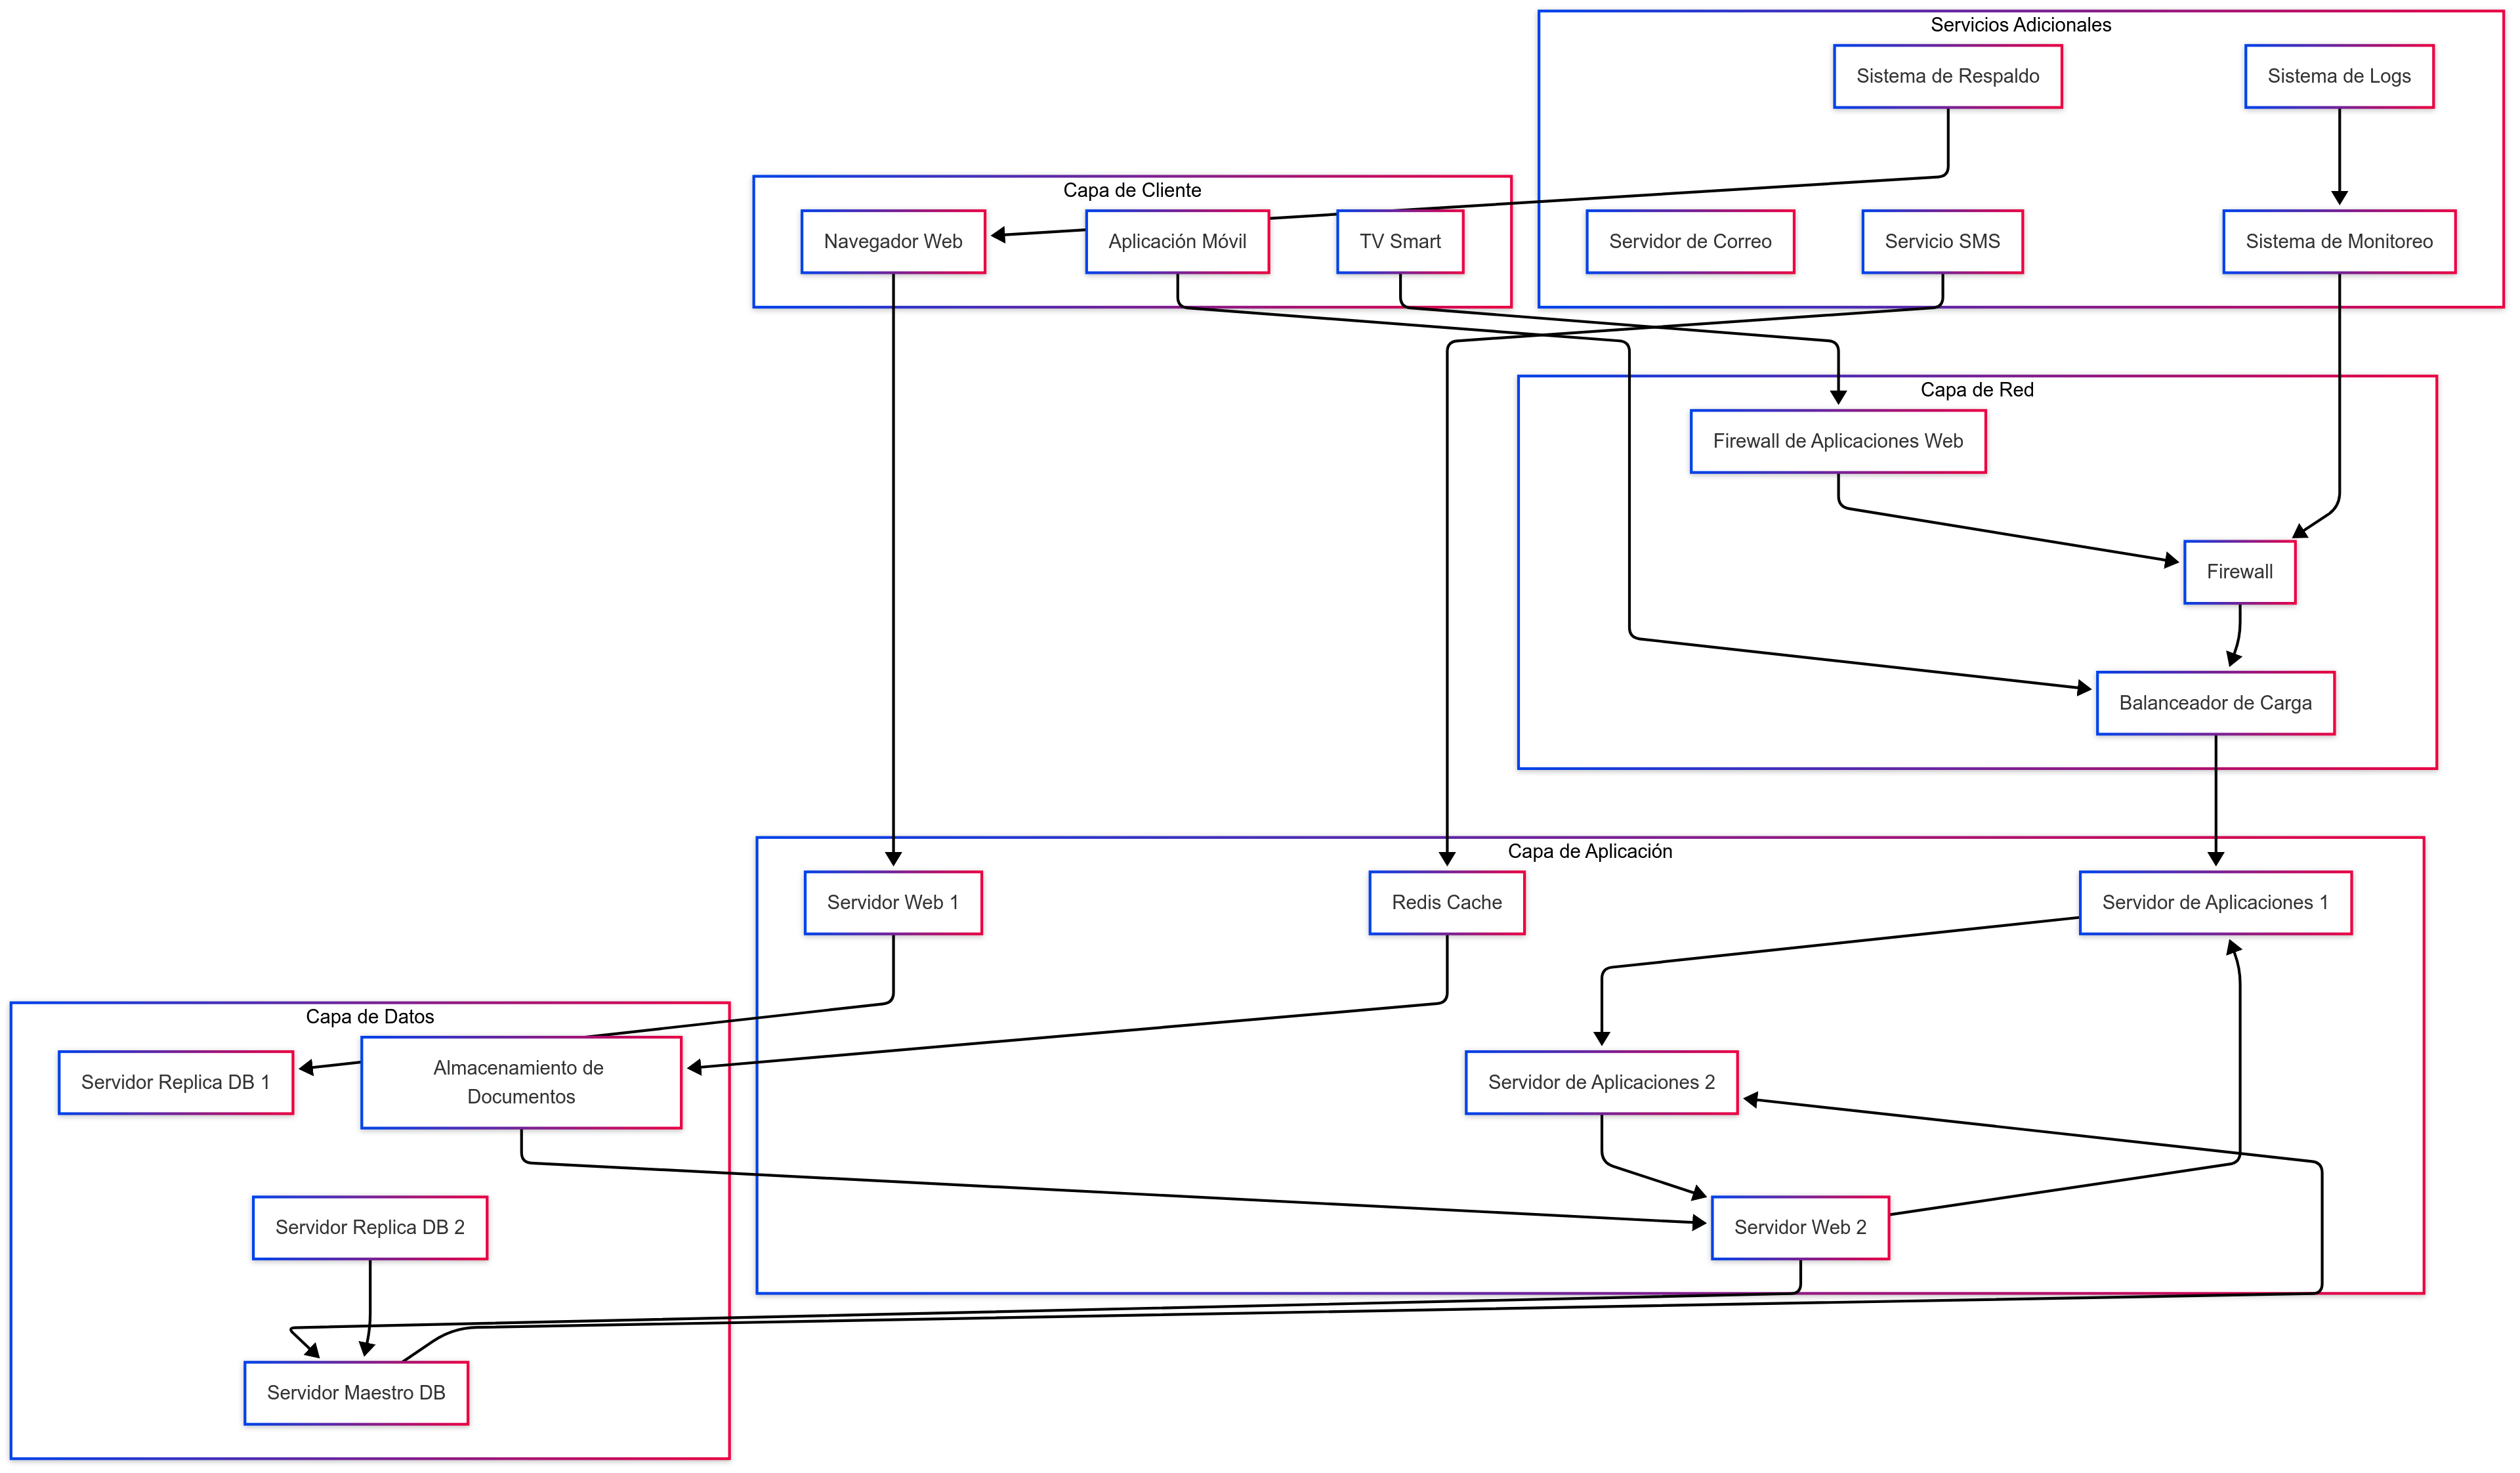 Servicios Adicionales
Sistema de Respaldo
Sistema de Logs
Capa de Cliente
Navegador Web
Aplicación Móvil
TV Smart
Servidor de Correo
Servicio SMS
Sistema de Monitoreo
Capa de Red
Firewall de Aplicaciones Web
Firewall
Balanceador de Carga
Capa de Aplicación
Servidor Web 1
Redis Cache
Servidor de Aplicaciones 1
Capa de Datos
Servidor Replica DB 1
Almacenamiento de
Documentos
Servidor de Aplicaciones 2
Servidor Replica DB 2
Servidor Web 2
Servidor Maestro DB